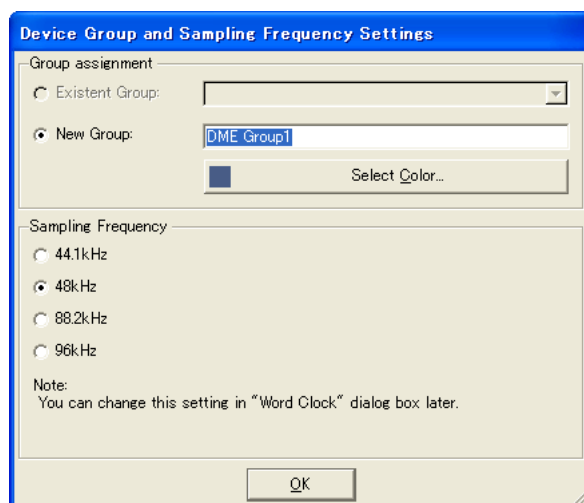 Device Group and Sampling Frequency Settings
Group assignment
Existent Group:
New Group: DME Group1
Select Color...
Sampling Frequency
44.1kHz
48kHz
88.2kHz
96kHz
Note:
You can change this setting in "Word Clock" dialog box later.
OK